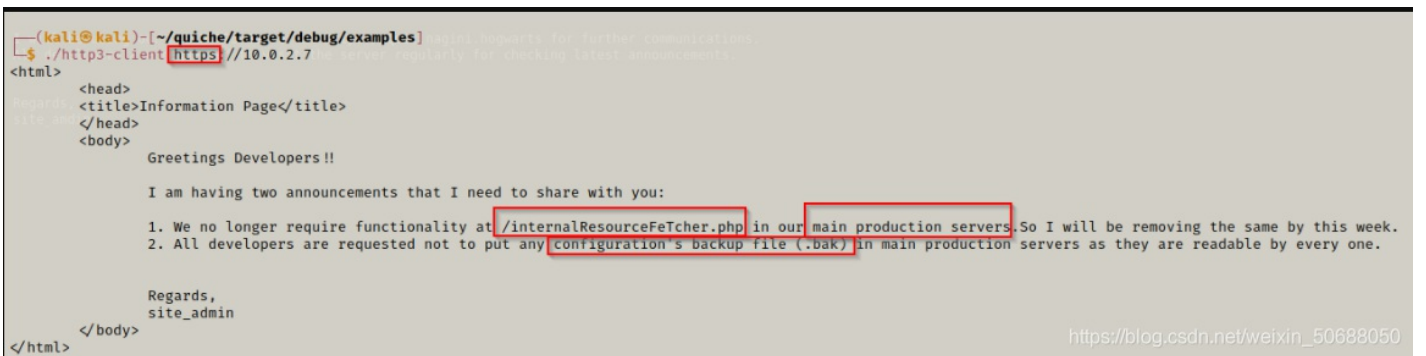 (kali㉿kali)-[~/quiche/target/debug/examples]
$ ./http3-client https://10.0.2.7
<html>
<head>
<title>Information Page</title>
</head>
<body>
Greetings Developers!!
I am having two announcements that I need to share with you:
1. We no longer require functionality at /internalResourceFeTcher.php in our main production servers.So I will be removing the same by this week.
2. All developers are requested not to put any configuration's backup file (.bak) in main production servers as they are readable by every one.
Regards,
site_admin
</body>
</html>
https://blog.csdn.net/weixin_50688050